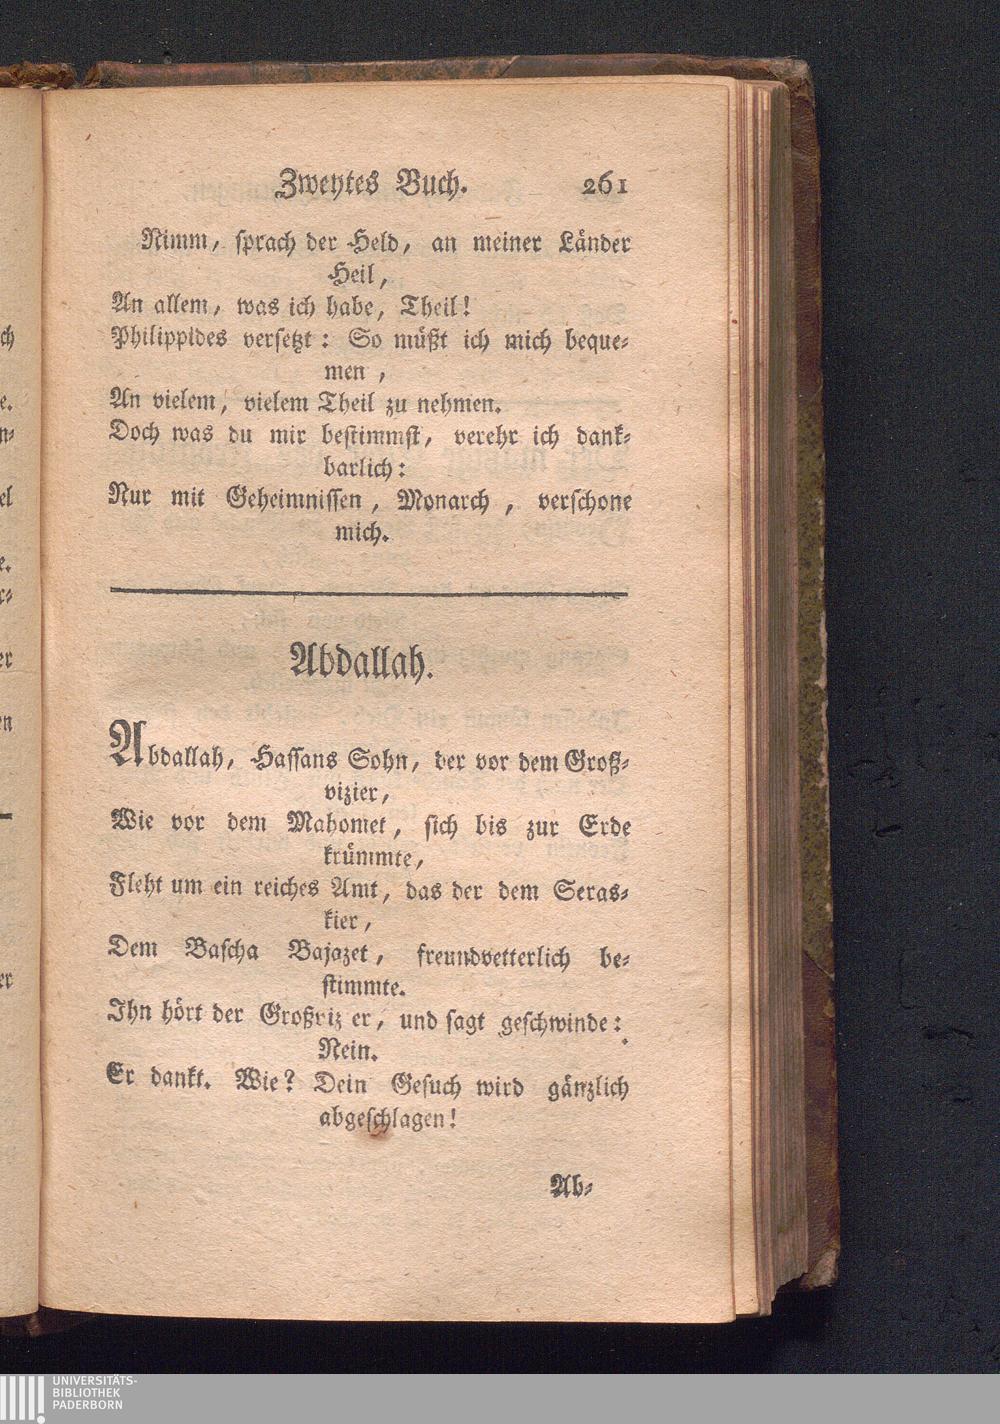 Zweytes Buch. 261
Nimm, sprach der Held, an meiner Länder
Heil,
An allem, was ich habe, Theil!
Philippides versetzt: So müßt ich mich beque-
men,
An vielem, vielem Theil zu nehmen.
Doch was du mir bestimmst, verehr ich dank-
barlich:
Nur mit Geheimnissen, Monarch, verschone
mich.
Abdallah.
Abdallah, Hassans Sohn, der vor dem Groß-
vizier,
Wie vor dem Mahomet, sich bis zur Erde
krümmte,
Fleht um ein reiches Amt, das der dem Seras-
kier,
Dem Bascha Bajazet, freundvetterlich be-
stimmte.
Ihn hört der Großviz er, und sagt geschwinde:
Nein.
Er dankt. Wie? Dein Gesuch wird gänzlich
abgeschlagen!
Ab-
UNIVERSITÄTS-
BIBLIOTHEK
PADERBORN